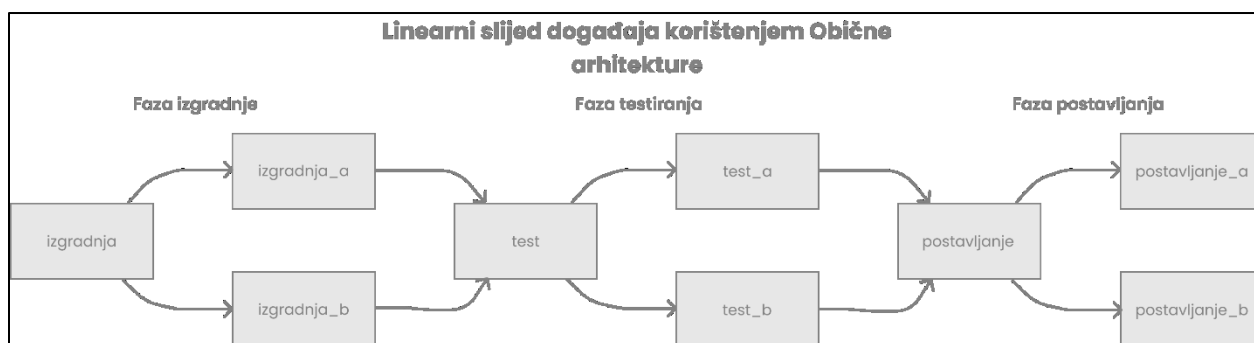 Linearni slijed događaja korištenjem Obične
arhitekture
Faza izgradnje
Faza testiranja
Faza postavljanja
izgradnja_a
test_a
postavljanje_a
izgradnja
test
postavljanje
izgradnja_b
test_b
postavljanje_b